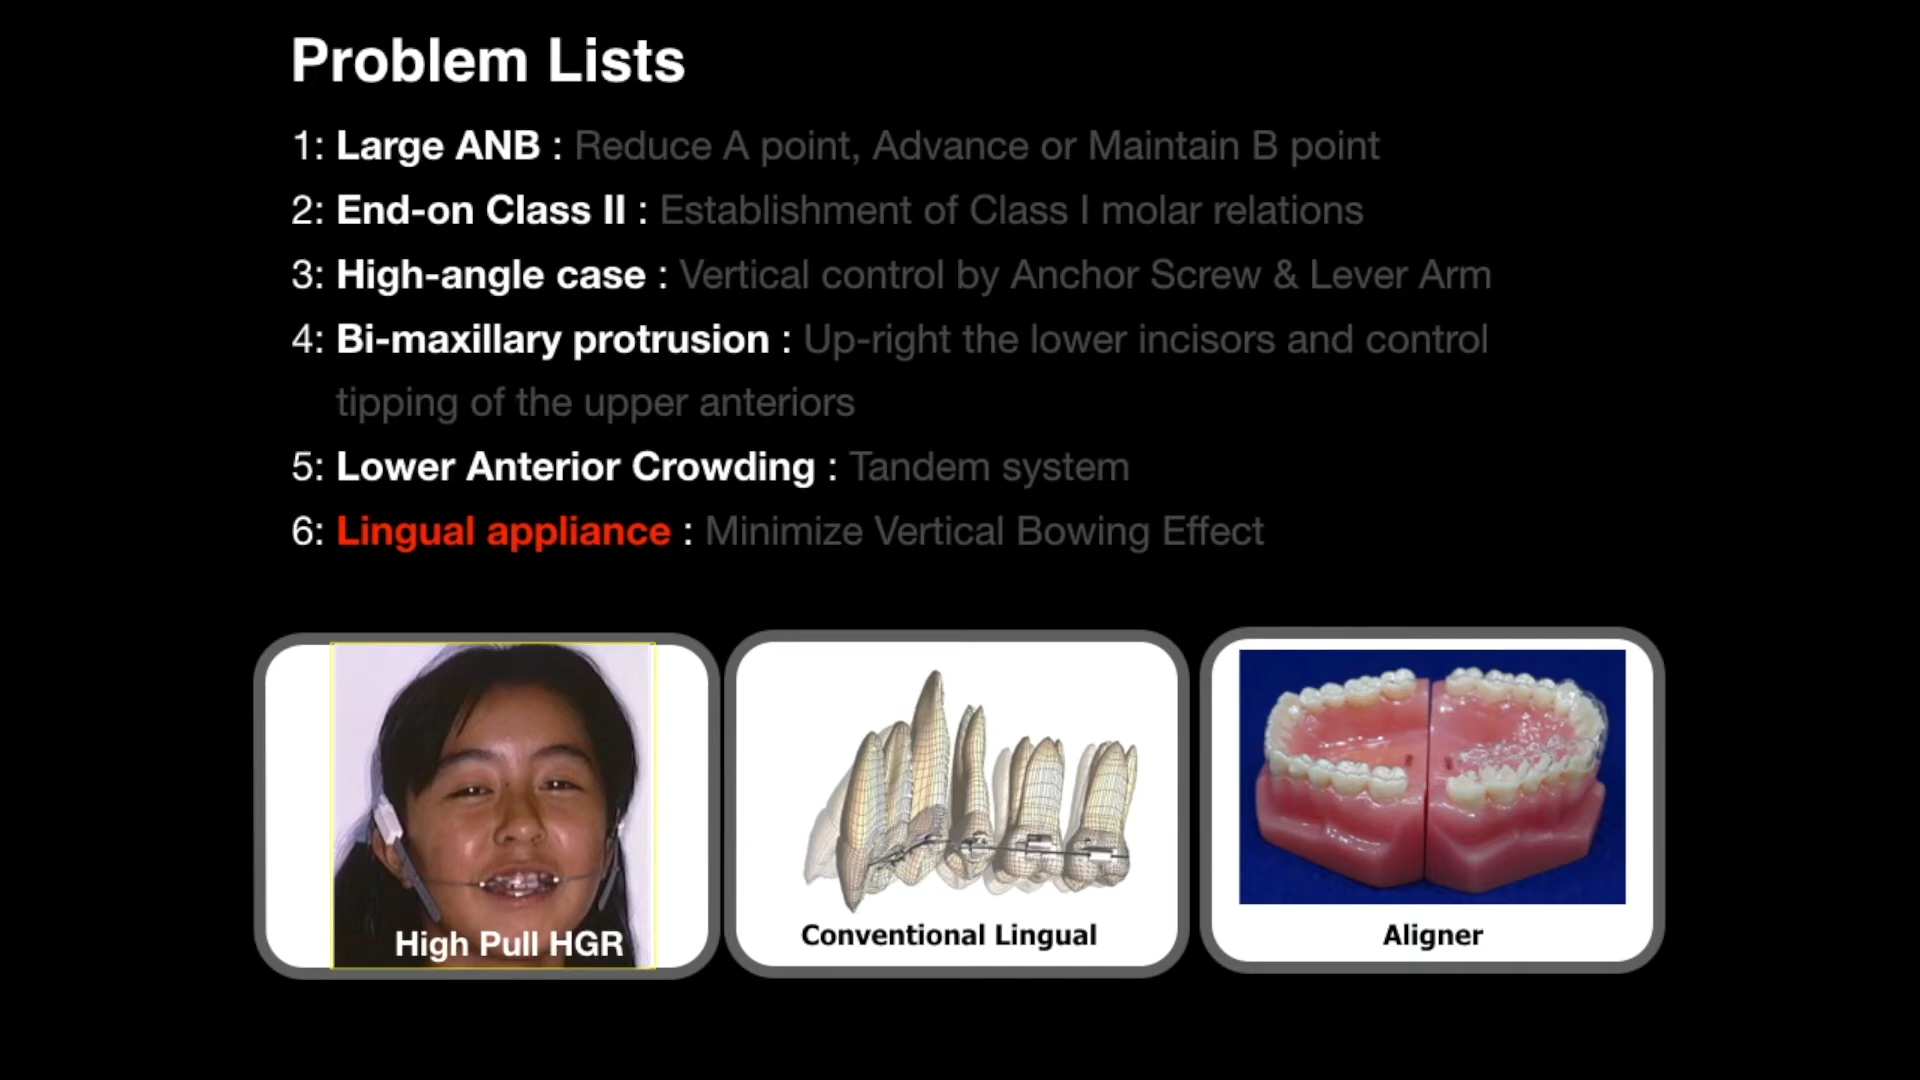 Problem Lists
1: Large ANB : Reduce A point, Advance or Maintain B point
2: End-on Class II : Establishment of Class I molar relations
3: High-angle case : Vertical control by Anchor Screw & Lever Arm
4: Bi-maxillary protrusion : Up-right the lower incisors and control
tipping of the upper anteriors
5: Lower Anterior Crowding : Tandem system
6: Lingual appliance : Minimize Vertical Bowing Effect
High Pull HGR
Conventional Lingual
Aligner